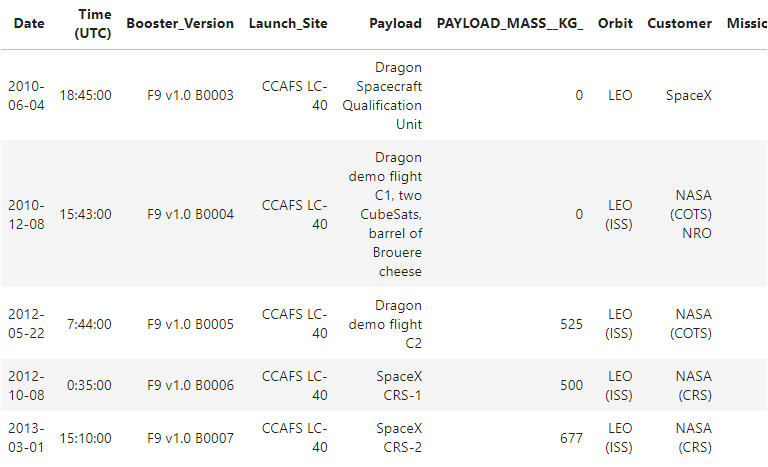 Date Time (UTC) Booster_Version Launch_Site Payload PAYLOAD_MASS__KG_ Orbit Customer Missio
2010-06-04 18:45:00 F9 v1.0 B0003 CCAFS LC-40 Dragon Spacecraft Qualification Unit 0 LEO SpaceX
2010-12-08 15:43:00 F9 v1.0 B0004 CCAFS LC-40 Dragon demo flight C1, two CubeSats, barrel of Brouere cheese 0 LEO (ISS) NASA (COTS) NRO
2012-05-22 7:44:00 F9 v1.0 B0005 CCAFS LC-40 Dragon demo flight C2 525 LEO (ISS) NASA (COTS)
2012-10-08 0:35:00 F9 v1.0 B0006 CCAFS LC-40 SpaceX CRS-1 500 LEO (ISS) NASA (CRS)
2013-03-01 15:10:00 F9 v1.0 B0007 CCAFS LC-40 SpaceX CRS-2 677 LEO (ISS) NASA (CRS)